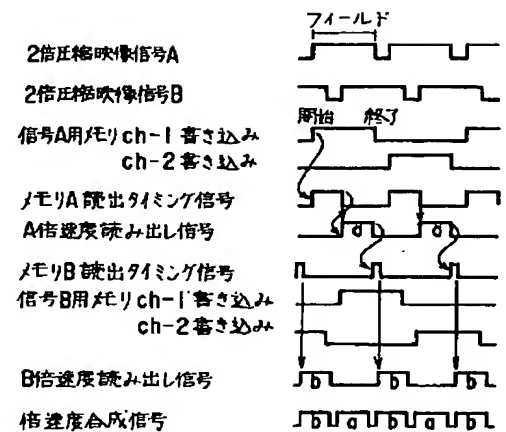 フィールド
2倍圧縮映像信号A
2倍圧縮映像信号B
開始 終了
信号A用メモリch-1書き込み
ch-2書き込み
メモリA読出タイミング信号
A倍速度読み出し信号
a a
メモリB読出タイミング信号
信号B用メモリch-1書き込み
ch-2書き込み
B倍速度読み出し信号
b b b
倍速度合成信号
b a b a b